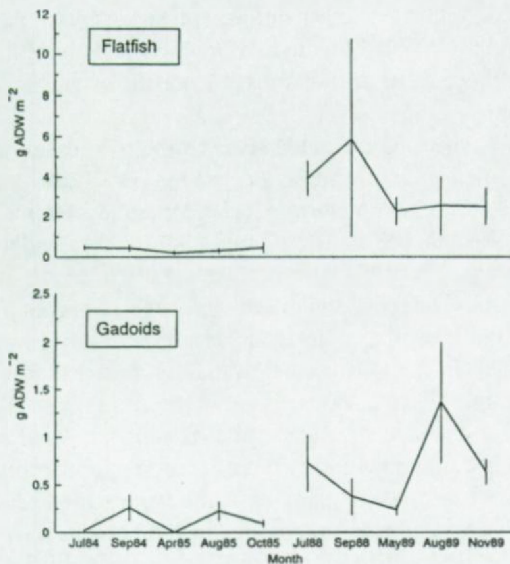 12
10
8
6
4
2
0
g ADW m⁻²
Flatfish
2.5
2
1.5
1
0.5
0
g ADW m⁻²
Gadoids
Jul84 Sep84 Apr85 Aug85 Oct85 Jul88 Sep88 May89 Aug89 Nov89
Month